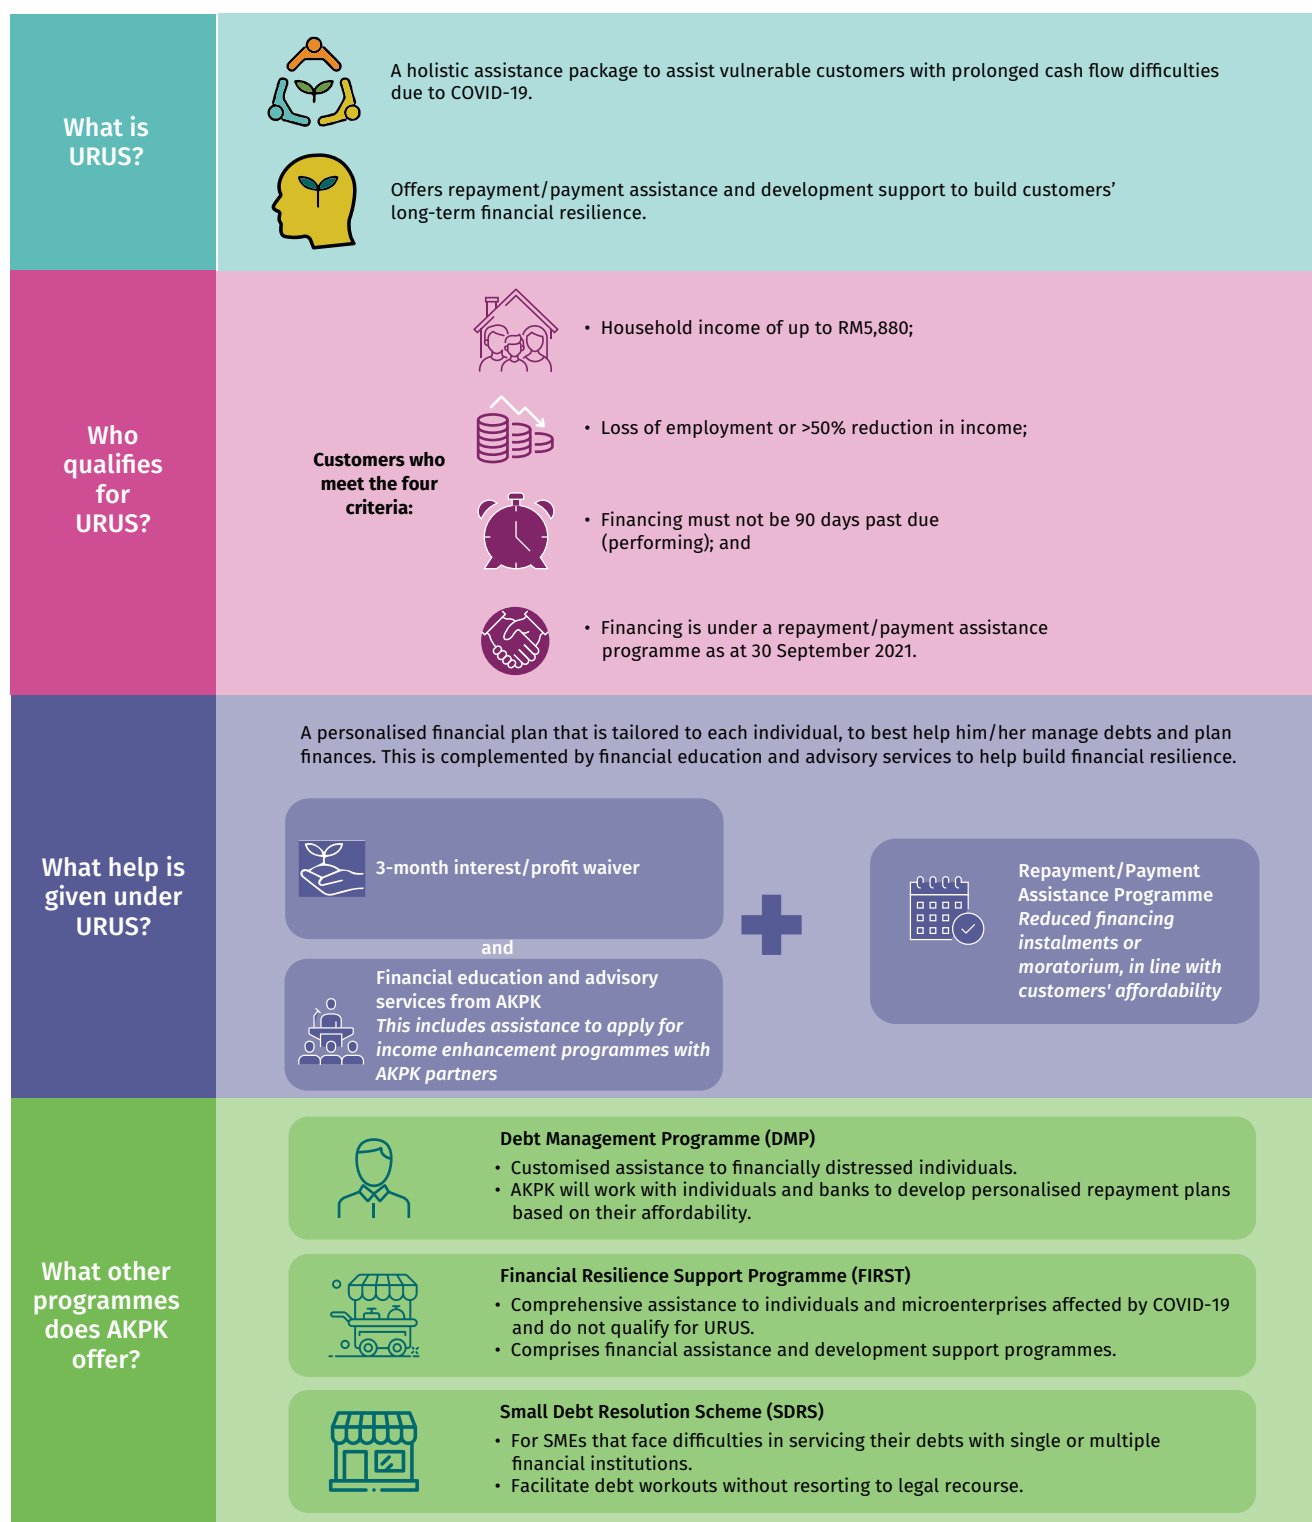 What is
URUS?
A holistic assistance package to assist vulnerable customers with prolonged cash flow difficulties
due to COVID-19.
Offers repayment/payment assistance and development support to build customers’
long-term financial resilience.
Who
qualifies
for
URUS?
Customers who
meet the four
criteria:
• Household income of up to RM5,880;
• Loss of employment or >50% reduction in income;
• Financing must not be 90 days past due
(performing); and
• Financing is under a repayment/payment assistance
programme as at 30 September 2021.
What help is
given under
URUS?
A personalised financial plan that is tailored to each individual, to best help him/her manage debts and plan
finances. This is complemented by financial education and advisory services to help build financial resilience.
3-month interest/profit waiver
and
Financial education and advisory
services from AKPK
This includes assistance to apply for
income enhancement programmes with
AKPK partners
Repayment/Payment
Assistance Programme
Reduced financing
instalments or
moratorium, in line with
customers' affordability
What other
programmes
does AKPK
offer?
Debt Management Programme (DMP)
• Customised assistance to financially distressed individuals.
• AKPK will work with individuals and banks to develop personalised repayment plans
based on their affordability.
Financial Resilience Support Programme (FIRST)
• Comprehensive assistance to individuals and microenterprises affected by COVID-19
and do not qualify for URUS.
• Comprises financial assistance and development support programmes.
Small Debt Resolution Scheme (SDRS)
• For SMEs that face difficulties in servicing their debts with single or multiple
financial institutions.
• Facilitate debt workouts without resorting to legal recourse.